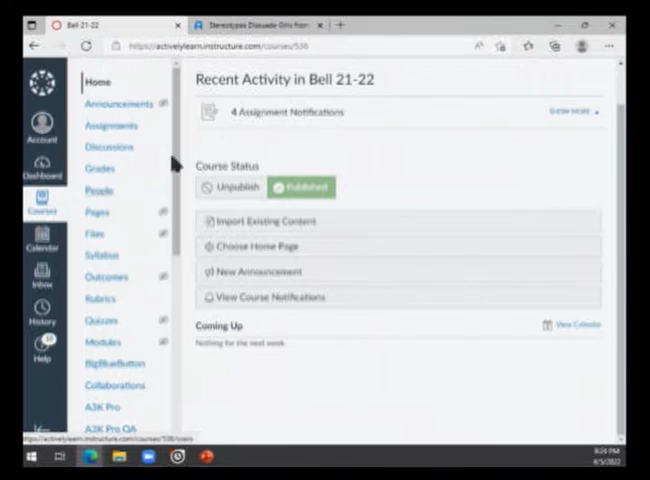 Bell 21-22
Stereotypes Dissuade Girls from
https://activelylearn.instructure.com/courses/538
Home
Announcements
Assignments
Discussions
Grades
People
Pages
Files
Syllabus
Outcomes
Rubrics
Quizzes
Modules
BigBlueButton
Collaborations
A3K Pro
A3K Pro QA
Account
Dashboard
Courses
Calendar
Inbox
History
Help
Recent Activity in Bell 21-22
4 Assignment Notifications
SHOW MORE
Course Status
Unpublish
Published
Import Existing Content
Choose Home Page
New Announcement
View Course Notifications
Coming Up
View Calendar
Nothing for the next week
https://activelylearn.instructure.com/courses/538/users
8:24 PM
4/5/2022